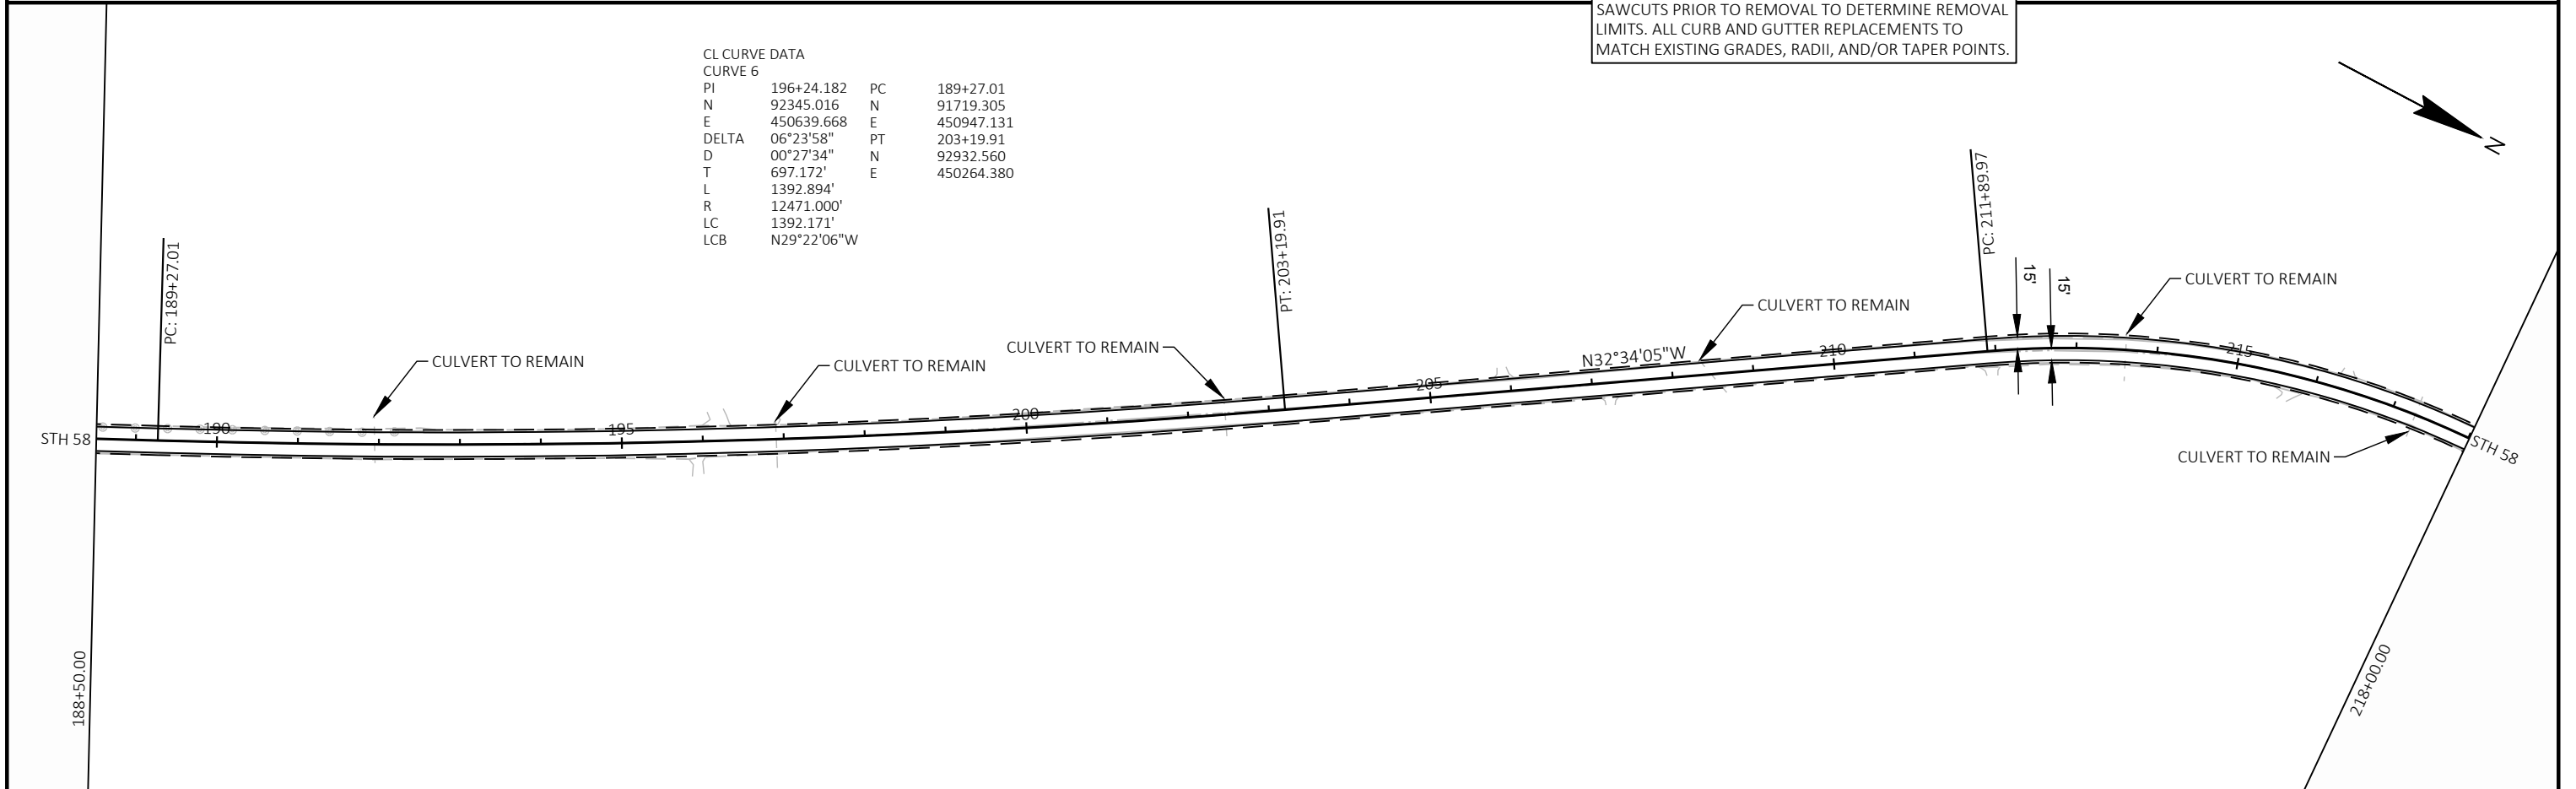 SAWCUTS PRIOR TO REMOVAL TO DETERMINE REMOVAL
LIMITS. ALL CURB AND GUTTER REPLACEMENTS TO
MATCH EXISTING GRADES, RADII, AND/OR TAPER POINTS.
CL CURVE DATA
CURVE 6
PI 196+24.182 PC 189+27.01
N 92345.016 N 91719.305
E 450639.668 E 450947.131
DELTA 06°23'58" PT 203+19.91
D 00°27'34" N 92932.560
T 697.172' E 450264.380
L 1392.894'
R 12471.000'
LC 1392.171'
LCB N29°22'06"W
N
PC: 189+27.01
PT: 203+19.91
PC: 211+89.97
15'
15'
CULVERT TO REMAIN
CULVERT TO REMAIN
CULVERT TO REMAIN
CULVERT TO REMAIN
CULVERT TO REMAIN
CULVERT TO REMAIN
N32°34'05"W
STH 58
190
195
200
205
210
215
STH 58
188+50.00
218+00.00